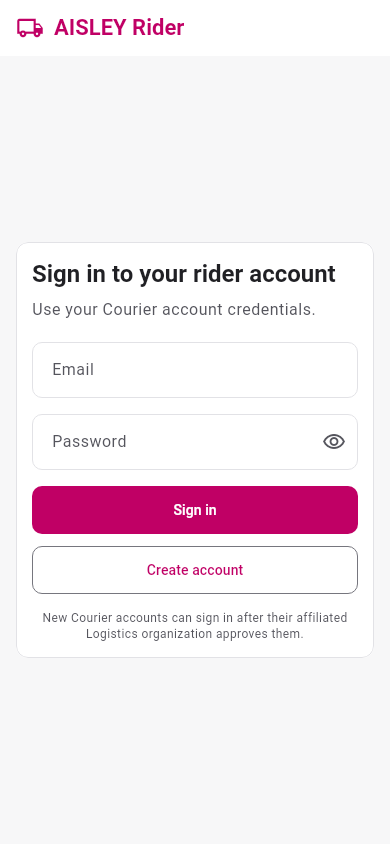 AISLEY Rider
Sign in to your rider account
Use your Courier account credentials.
Email
Password
Sign in
Create account
New Courier accounts can sign in after their affiliated
Logistics organization approves them.